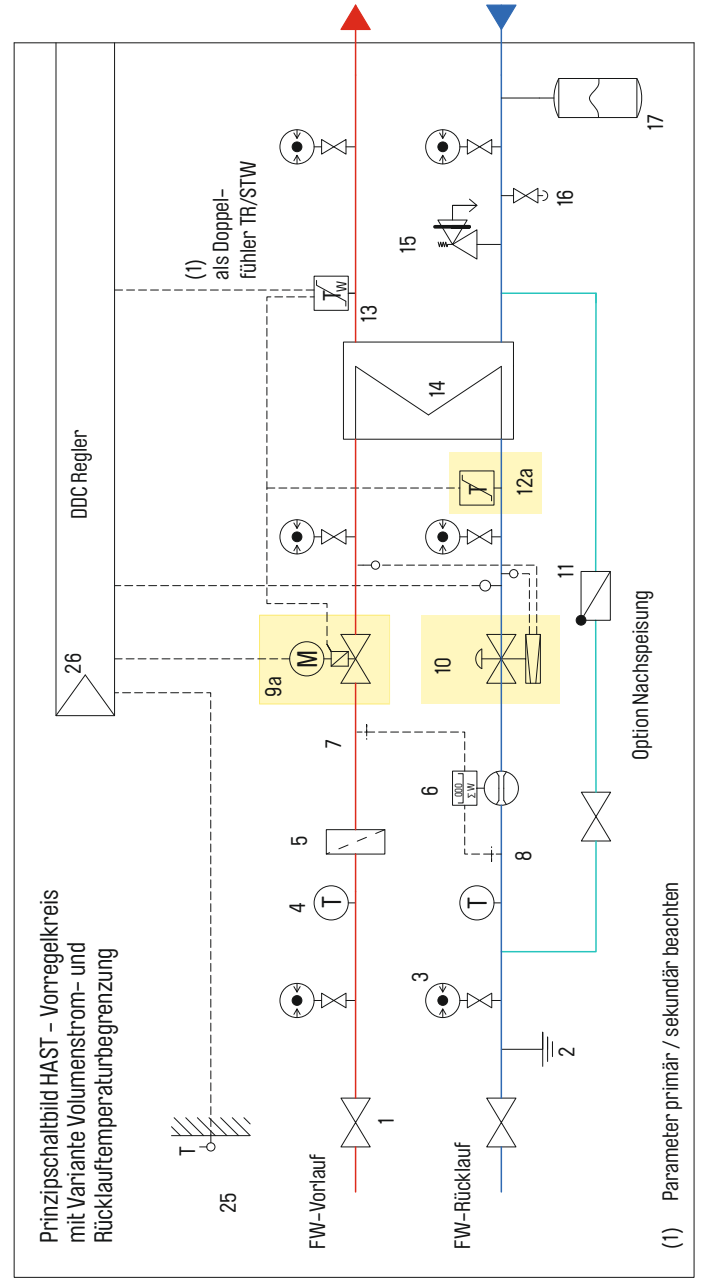 Prinzipschaltbild HAST – Vorregelkreis
mit Variante Volumenstrom- und
Rücklauftemperaturbegrenzung
26
DDC Regler
T
25
(1)
als Doppel-
fühler TR/STW
9a
M
TW
13
FW-Vorlauf
1
4
T
5
7
14
6
000
Σ W
8
10
T
12a
15
16
17
FW-Rücklauf
2
3
T
11
Option Nachspeisung
(1) Parameter primär / sekundär beachten